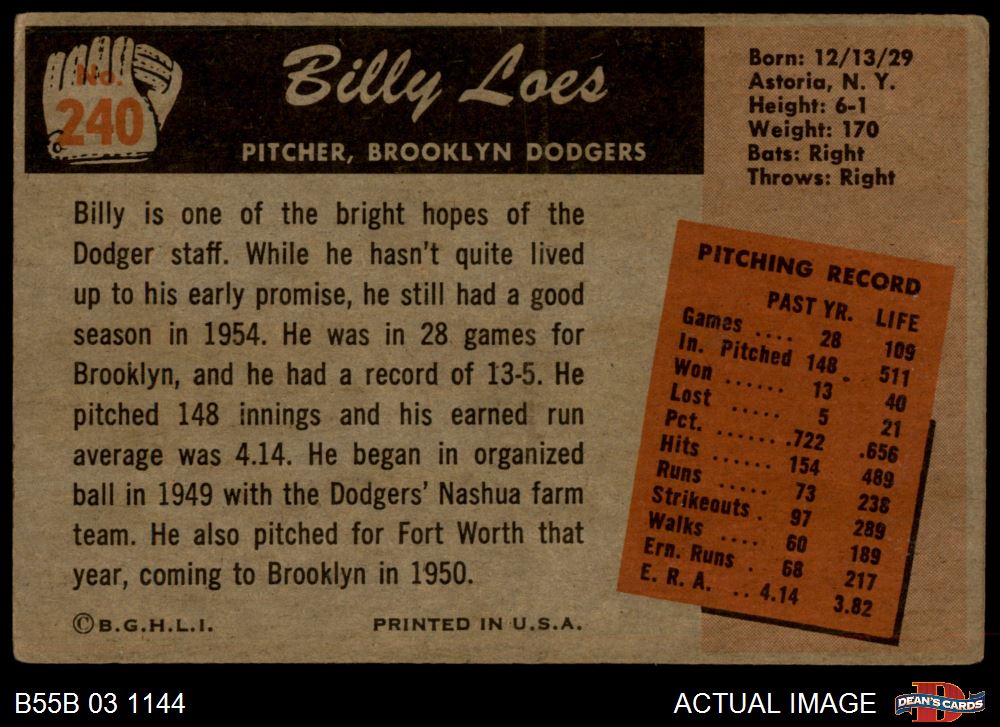 No.
240
Billy Loes
PITCHER, BROOKLYN DODGERS
Born: 12/13/29
Astoria, N. Y.
Height: 6-1
Weight: 170
Bats: Right
Throws: Right
Billy is one of the bright hopes of the
Dodger staff. While he hasn't quite lived
up to his early promise, he still had a good
season in 1954. He was in 28 games for
Brooklyn, and he had a record of 13-5. He
pitched 148 innings and his earned run
average was 4.14. He began in organized
ball in 1949 with the Dodgers' Nashua farm
team. He also pitched for Fort Worth that
year, coming to Brooklyn in 1950.
PITCHING RECORD
PAST YR. LIFE
Games .... 28 109
In. Pitched 148 . 511
Won ...... 13 40
Lost ..... 5 21
Pct. ...... .722 .656
Hits ...... 154 489
Runs ..... 73 238
Strikeouts . 97 289
Walks .... 60 189
Ern. Runs . 68 217
E. R. A. .. 4.14 3.82
©B.G.H.L.I. PRINTED IN U.S.A.
B55B 03 1144 ACTUAL IMAGE
D
DEAN'S CARDS